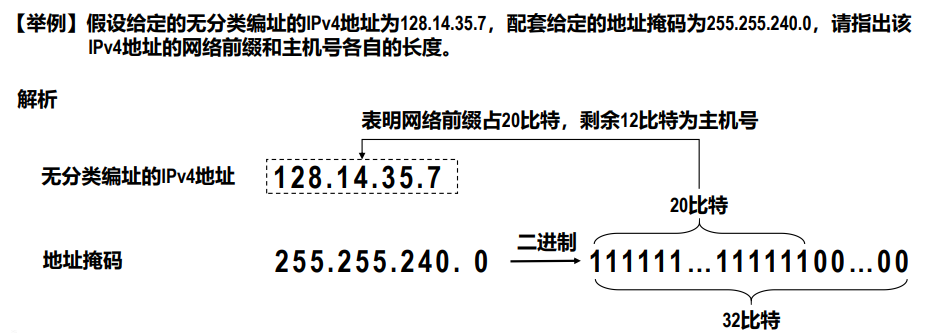 【举例】假设给定的无分类编址的IPv4地址为128.14.35.7，配套给定的地址掩码为255.255.240.0，请指出该
IPv4地址的网络前缀和主机号各自的长度。
解析
表明网络前缀占20比特，剩余12比特为主机号
无分类编址的IPv4地址 128.14.35.7
20比特
地址掩码 255.255.240. 0 二进制 111111...1111100...00
32比特